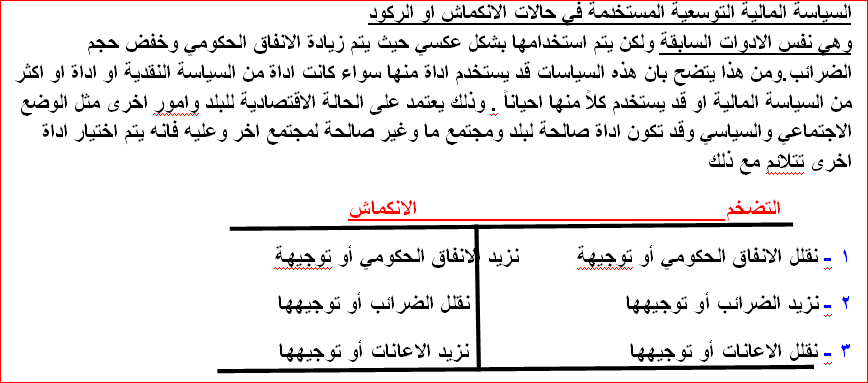 السياسة المالية التوسعية المستخدمة في حالات الانكماش او الركود
وهي نفس الادوات السابقة ولكن يتم استخدامها بشكل عكسي حيث يتم زيادة الانفاق الحكومي وخفض حجم
الضرائب.ومن هذا يتضح بان هذه السياسات قد يستخدم اداة منها سواء كانت اداة من السياسة النقدية او اداة او اكثر
من السياسة المالية او قد يستخدم كلاً منها احياناً . وذلك يعتمد على الحالة الاقتصادية للبلد وامور اخرى مثل الوضع
الاجتماعي والسياسي وقد تكون اداة صالحة لبلد ومجتمع ما وغير صالحة لمجتمع اخر وعليه فانه يتم اختيار اداة
اخرى تتلائم مع ذلك
التضخم الانكماش
١ - نقلل الانفاق الحكومي أو توجيهة نزيد الانفاق الحكومي أو توجيهة
٢ - نزيد الضرائب أو توجيهها نقلل الضرائب أو توجيهها
٣ - نقلل الاعانات أو توجيهها نزيد الاعانات أو توجيهها